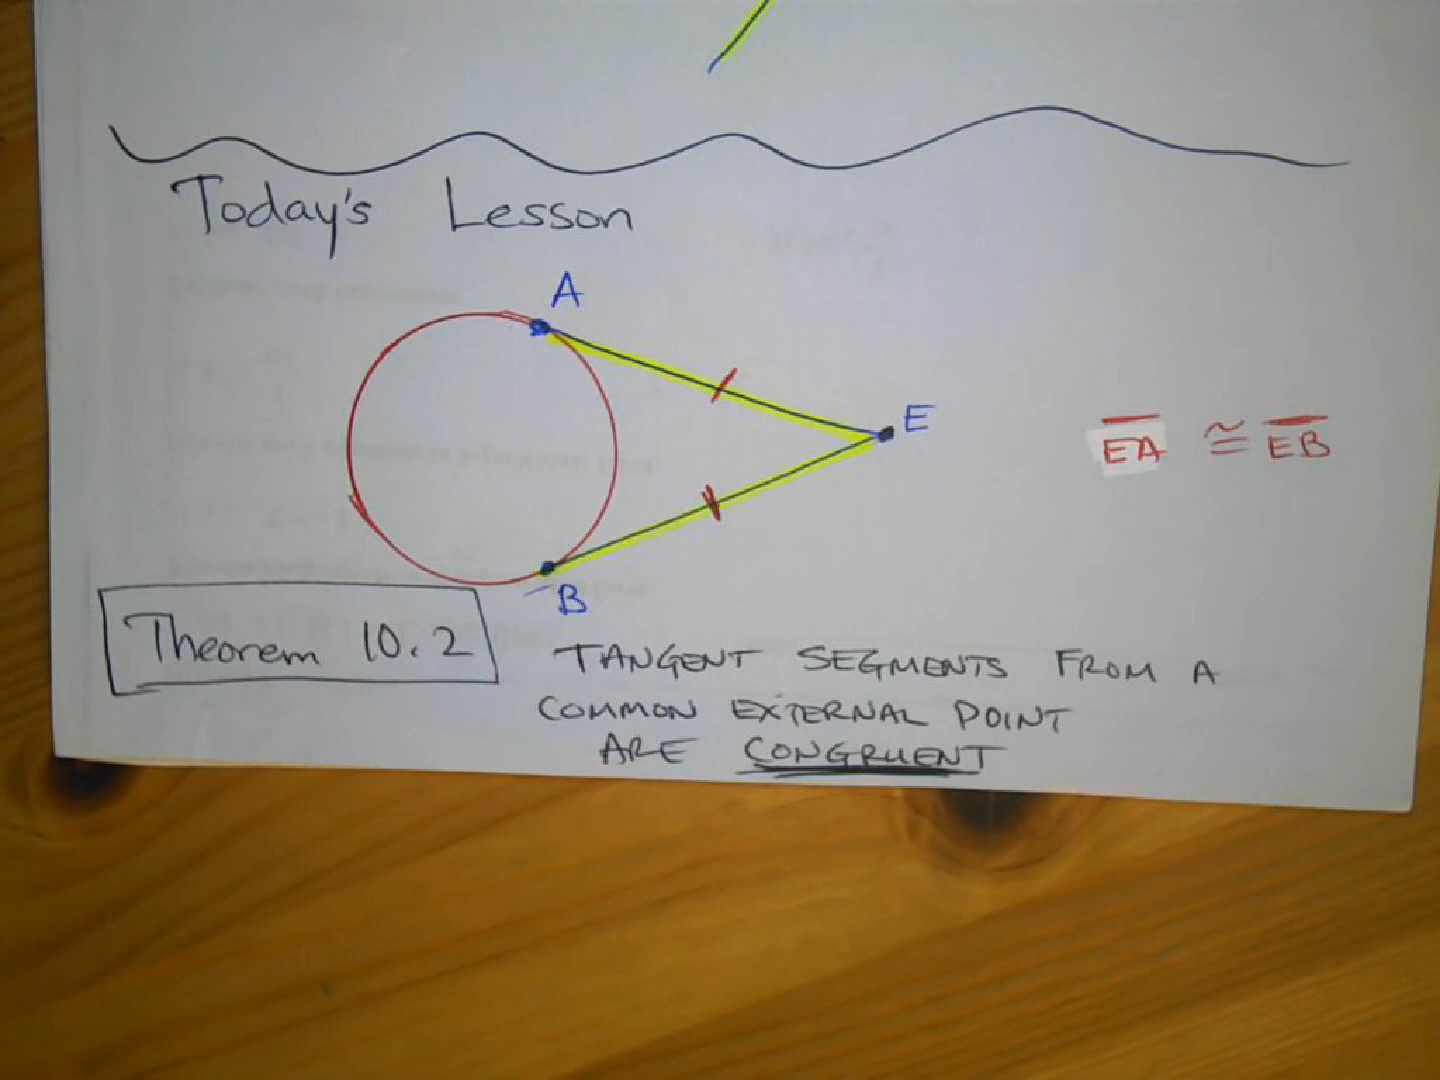 Today's Lesson
A
E
EA ≅ EB
B
Theorem 10.2
TANGENT SEGMENTS FROM A
COMMON EXTERNAL POINT
ARE CONGRUENT